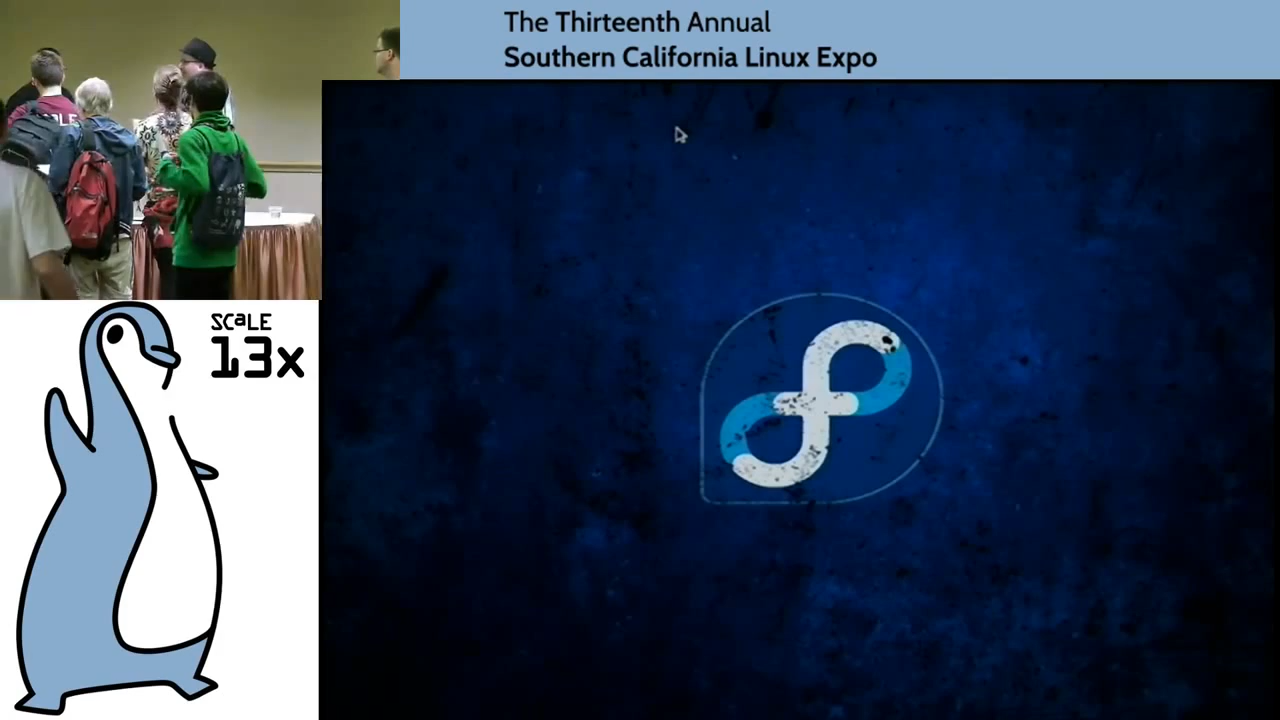 The Thirteenth Annual
Southern California Linux Expo
SCaLE
13x